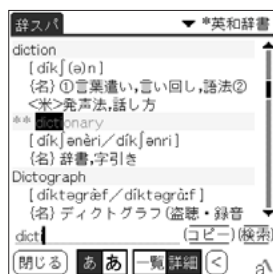 辞スパ ▼ *英和辞書
diction
[díkʃ(ə)n]
{名} ①言葉遣い,言い回し,語法②
<米>発声法,話し方
** dictionary
[díkʃənèri／díkʃənri]
{名} 辞書,字引き
Dictograph
[díktəgræf／díktəgrɑ̀:f]
{名} ディクトグラフ(盗聴・録音
dicti (コピー) (検索)
(閉じる) あ あ 一覧 詳細 <